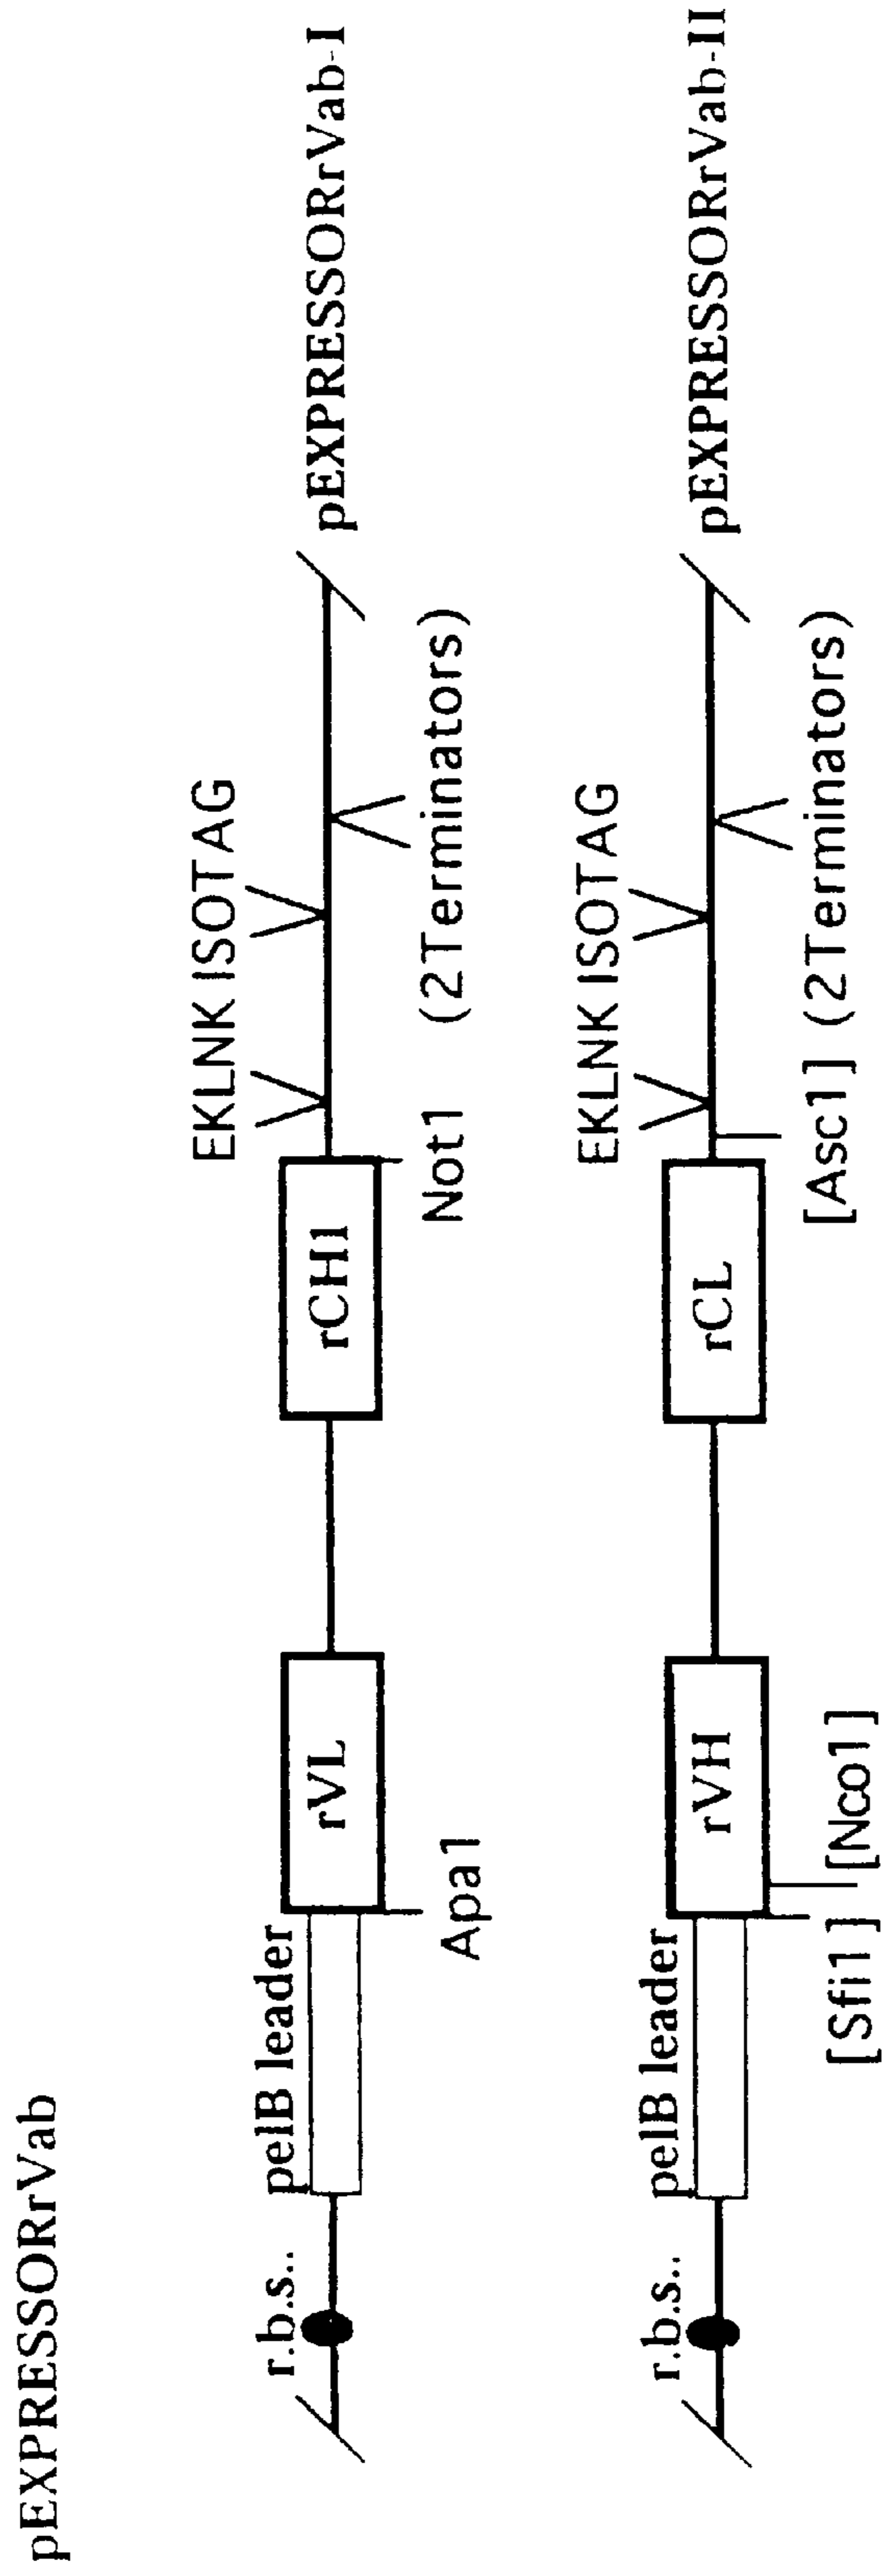 pEXPRESSORrVab
EKLNK ISOTAG
r.b.s.. pelB leader rVL rCH1 pEXPRESSORrVab-I
Apa1 Not1 (2Terminators)
EKLNK ISOTAG
r.b.s.. pelB leader rVH rCL pEXPRESSORrVab-II
[Sfi1] [Nco1] [Asc1] (2Terminators)